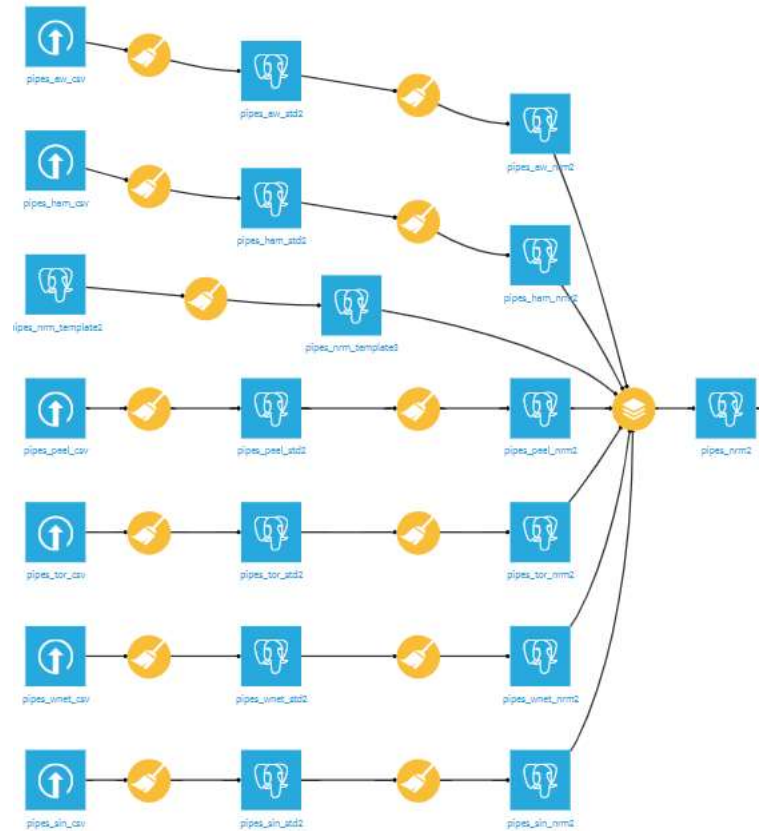 pipes_aw_csv
pipes_aw_std2
pipes_aw_nrm2
pipes_ham_csv
pipes_ham_std2
pipes_ham_nrm2
pipes_nrm_template2
pipes_nrm_template3
pipes_peel_csv
pipes_peel_std2
pipes_peel_nrm2
pipes_nrm2
pipes_tor_csv
pipes_tor_std2
pipes_tor_nrm2
pipes_wnet_csv
pipes_wnet_std2
pipes_wnet_nrm2
pipes_sin_csv
pipes_sin_std2
pipes_sin_nrm2